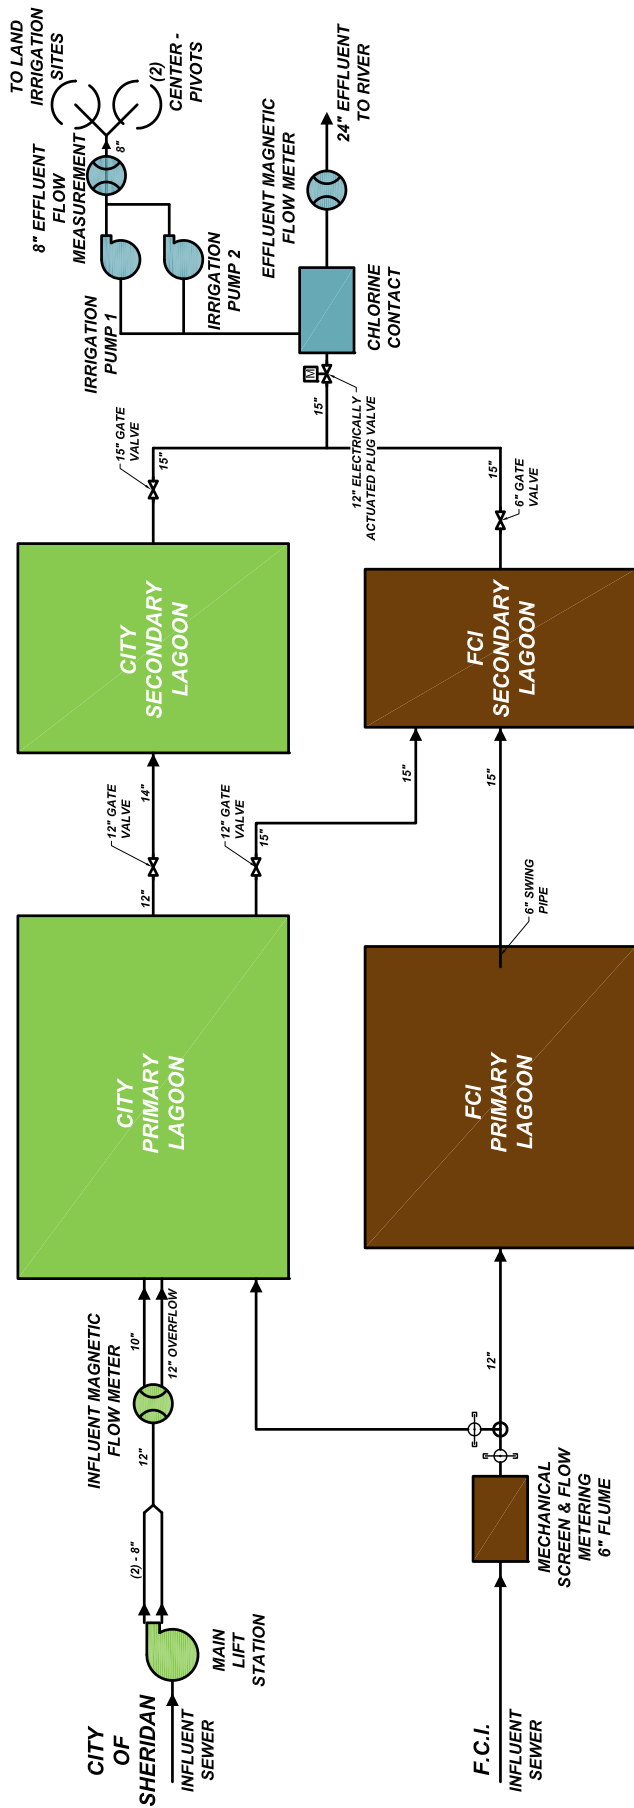 CITY
OF
SHERIDAN
INFLUENT
SEWER
MAIN
LIFT
STATION
(2) - 8"
12"
INFLUENT MAGNETIC
FLOW METER
10"
12" OVERFLOW
CITY
PRIMARY
LAGOON
12"
12" GATE
VALVE
14"
12" GATE
VALVE
15"
CITY
SECONDARY
LAGOON
15" GATE
VALVE
15"
F.C.I.
INFLUENT
SEWER
MECHANICAL
SCREEN & FLOW
METERING
6" FLUME
12"
FCI
PRIMARY
LAGOON
6" SWING
PIPE
15"
15"
FCI
SECONDARY
LAGOON
6" GATE
VALVE
15"
15"
12" ELECTRICALLY
ACTUATED PLUG VALVE
M
CHLORINE
CONTACT
IRRIGATION
PUMP 1
IRRIGATION
PUMP 2
8" EFFLUENT
FLOW
MEASUREMENT
8"
TO LAND
IRRIGATION
SITES
(2)
CENTER -
PIVOTS
EFFLUENT MAGNETIC
FLOW METER
24" EFFLUENT
TO RIVER